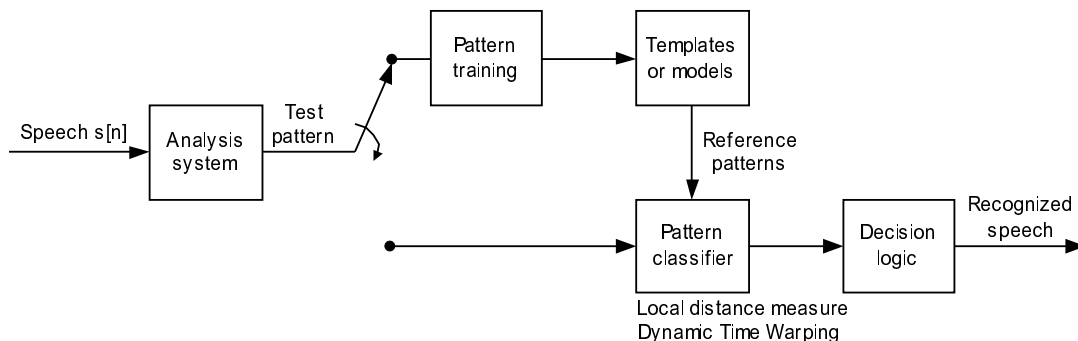 Speech s[n]
Analysis
system
Test
pattern
Pattern
training
Templates
or models
Reference
patterns
Pattern
classifier
Local distance measure
Dynamic Time Warping
Decision
logic
Recognized
speech